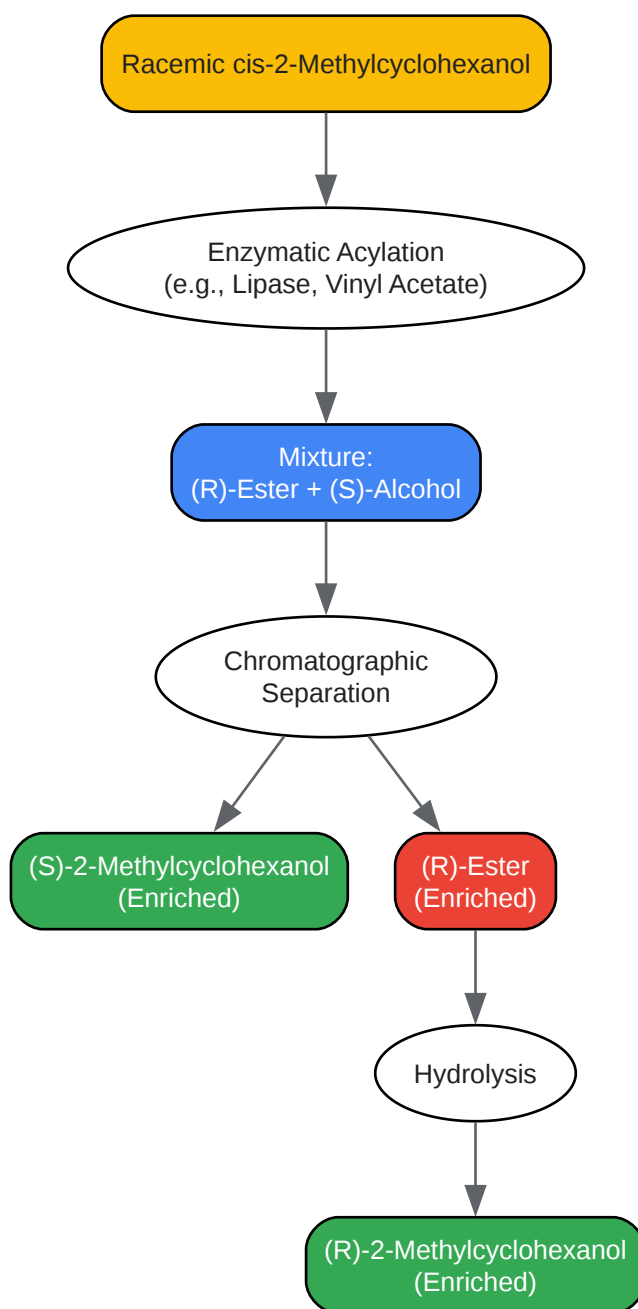 Racemic cis-2-Methylcyclohexanol
Enzymatic Acylation
(e.g., Lipase, Vinyl Acetate)
Mixture:
(R)-Ester + (S)-Alcohol
Chromatographic
Separation
(S)-2-Methylcyclohexanol
(Enriched)
(R)-Ester
(Enriched)
Hydrolysis
(R)-2-Methylcyclohexanol
(Enriched)